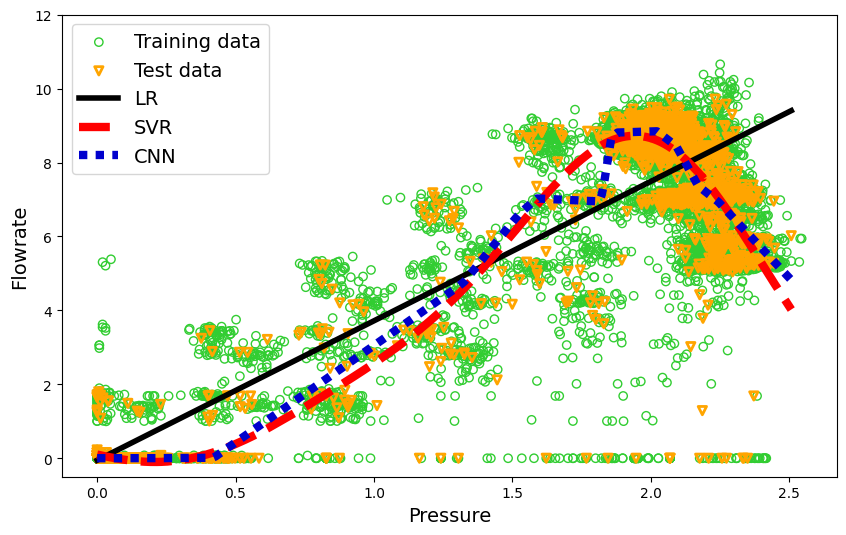 Training data
Test data
LR
SVR
CNN
12
10
8
6
4
2
0
Flowrate
0.0 0.5 1.0 1.5 2.0 2.5
Pressure